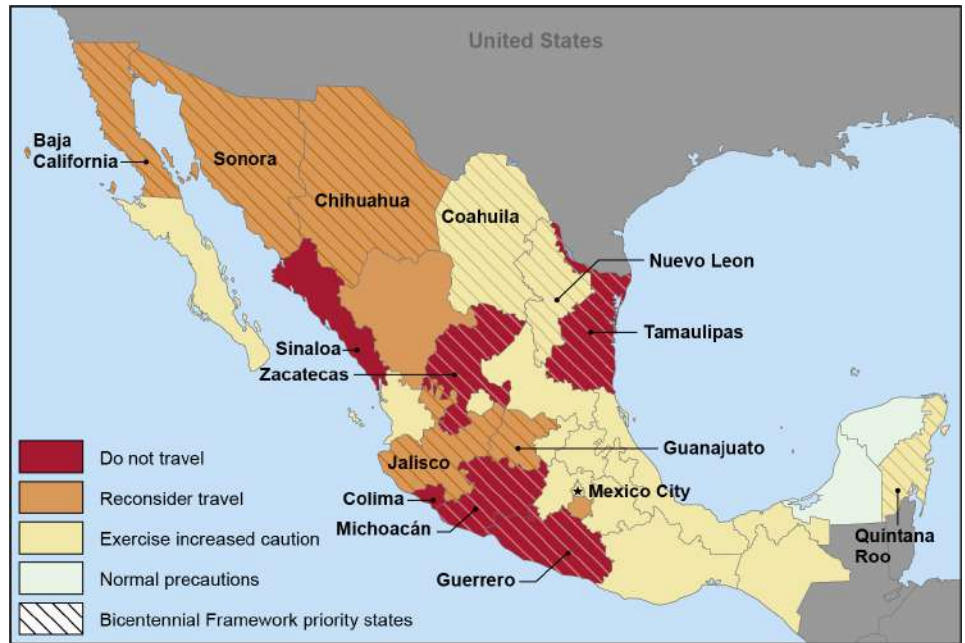 United States
Baja
California
Sonora
Chihuahua
Coahuila
Nuevo Leon
Tamaulipas
Sinaloa
Zacatecas
Guanajuato
Jalisco
Colima
Mexico City
Michoacán
Quintana
Roo
Guerrero
Do not travel
Reconsider travel
Exercise increased caution
Normal precautions
Bicentennial Framework priority states